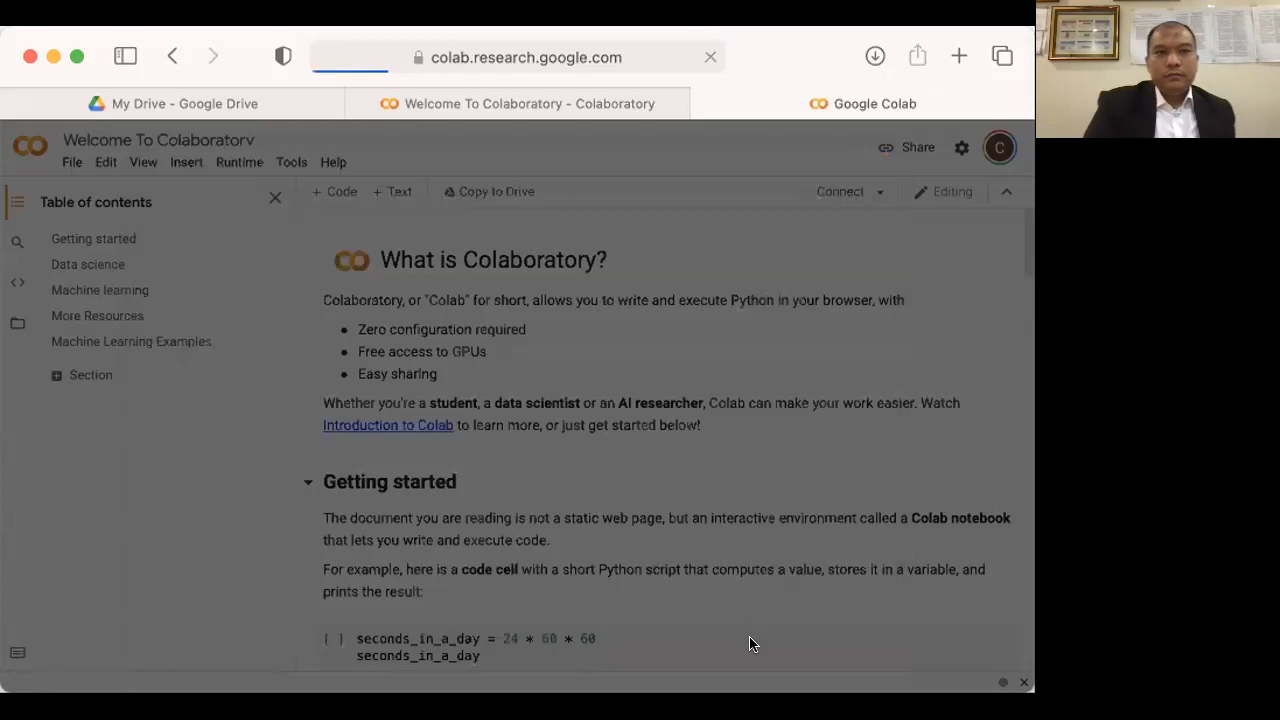 colab.research.google.com
My Drive - Google Drive
Welcome To Colaboratory - Colaboratory
Google Colab
Welcome To Colaboratory
File Edit View Insert Runtime Tools Help
Share
C
Table of contents
+ Code + Text
Copy to Drive
Connect
Editing
Getting started
Data science
Machine learning
More Resources
Machine Learning Examples
Section
What is Colaboratory?
Colaboratory, or "Colab" for short, allows you to write and execute Python in your browser, with
Zero configuration required
Free access to GPUs
Easy sharing
Whether you're a student, a data scientist or an AI researcher, Colab can make your work easier. Watch
Introduction to Colab to learn more, or just get started below!
Getting started
The document you are reading is not a static web page, but an interactive environment called a Colab notebook
that lets you write and execute code.
For example, here is a code cell with a short Python script that computes a value, stores it in a variable, and
prints the result:
[ ] seconds_in_a_day = 24 * 60 * 60
seconds_in_a_day